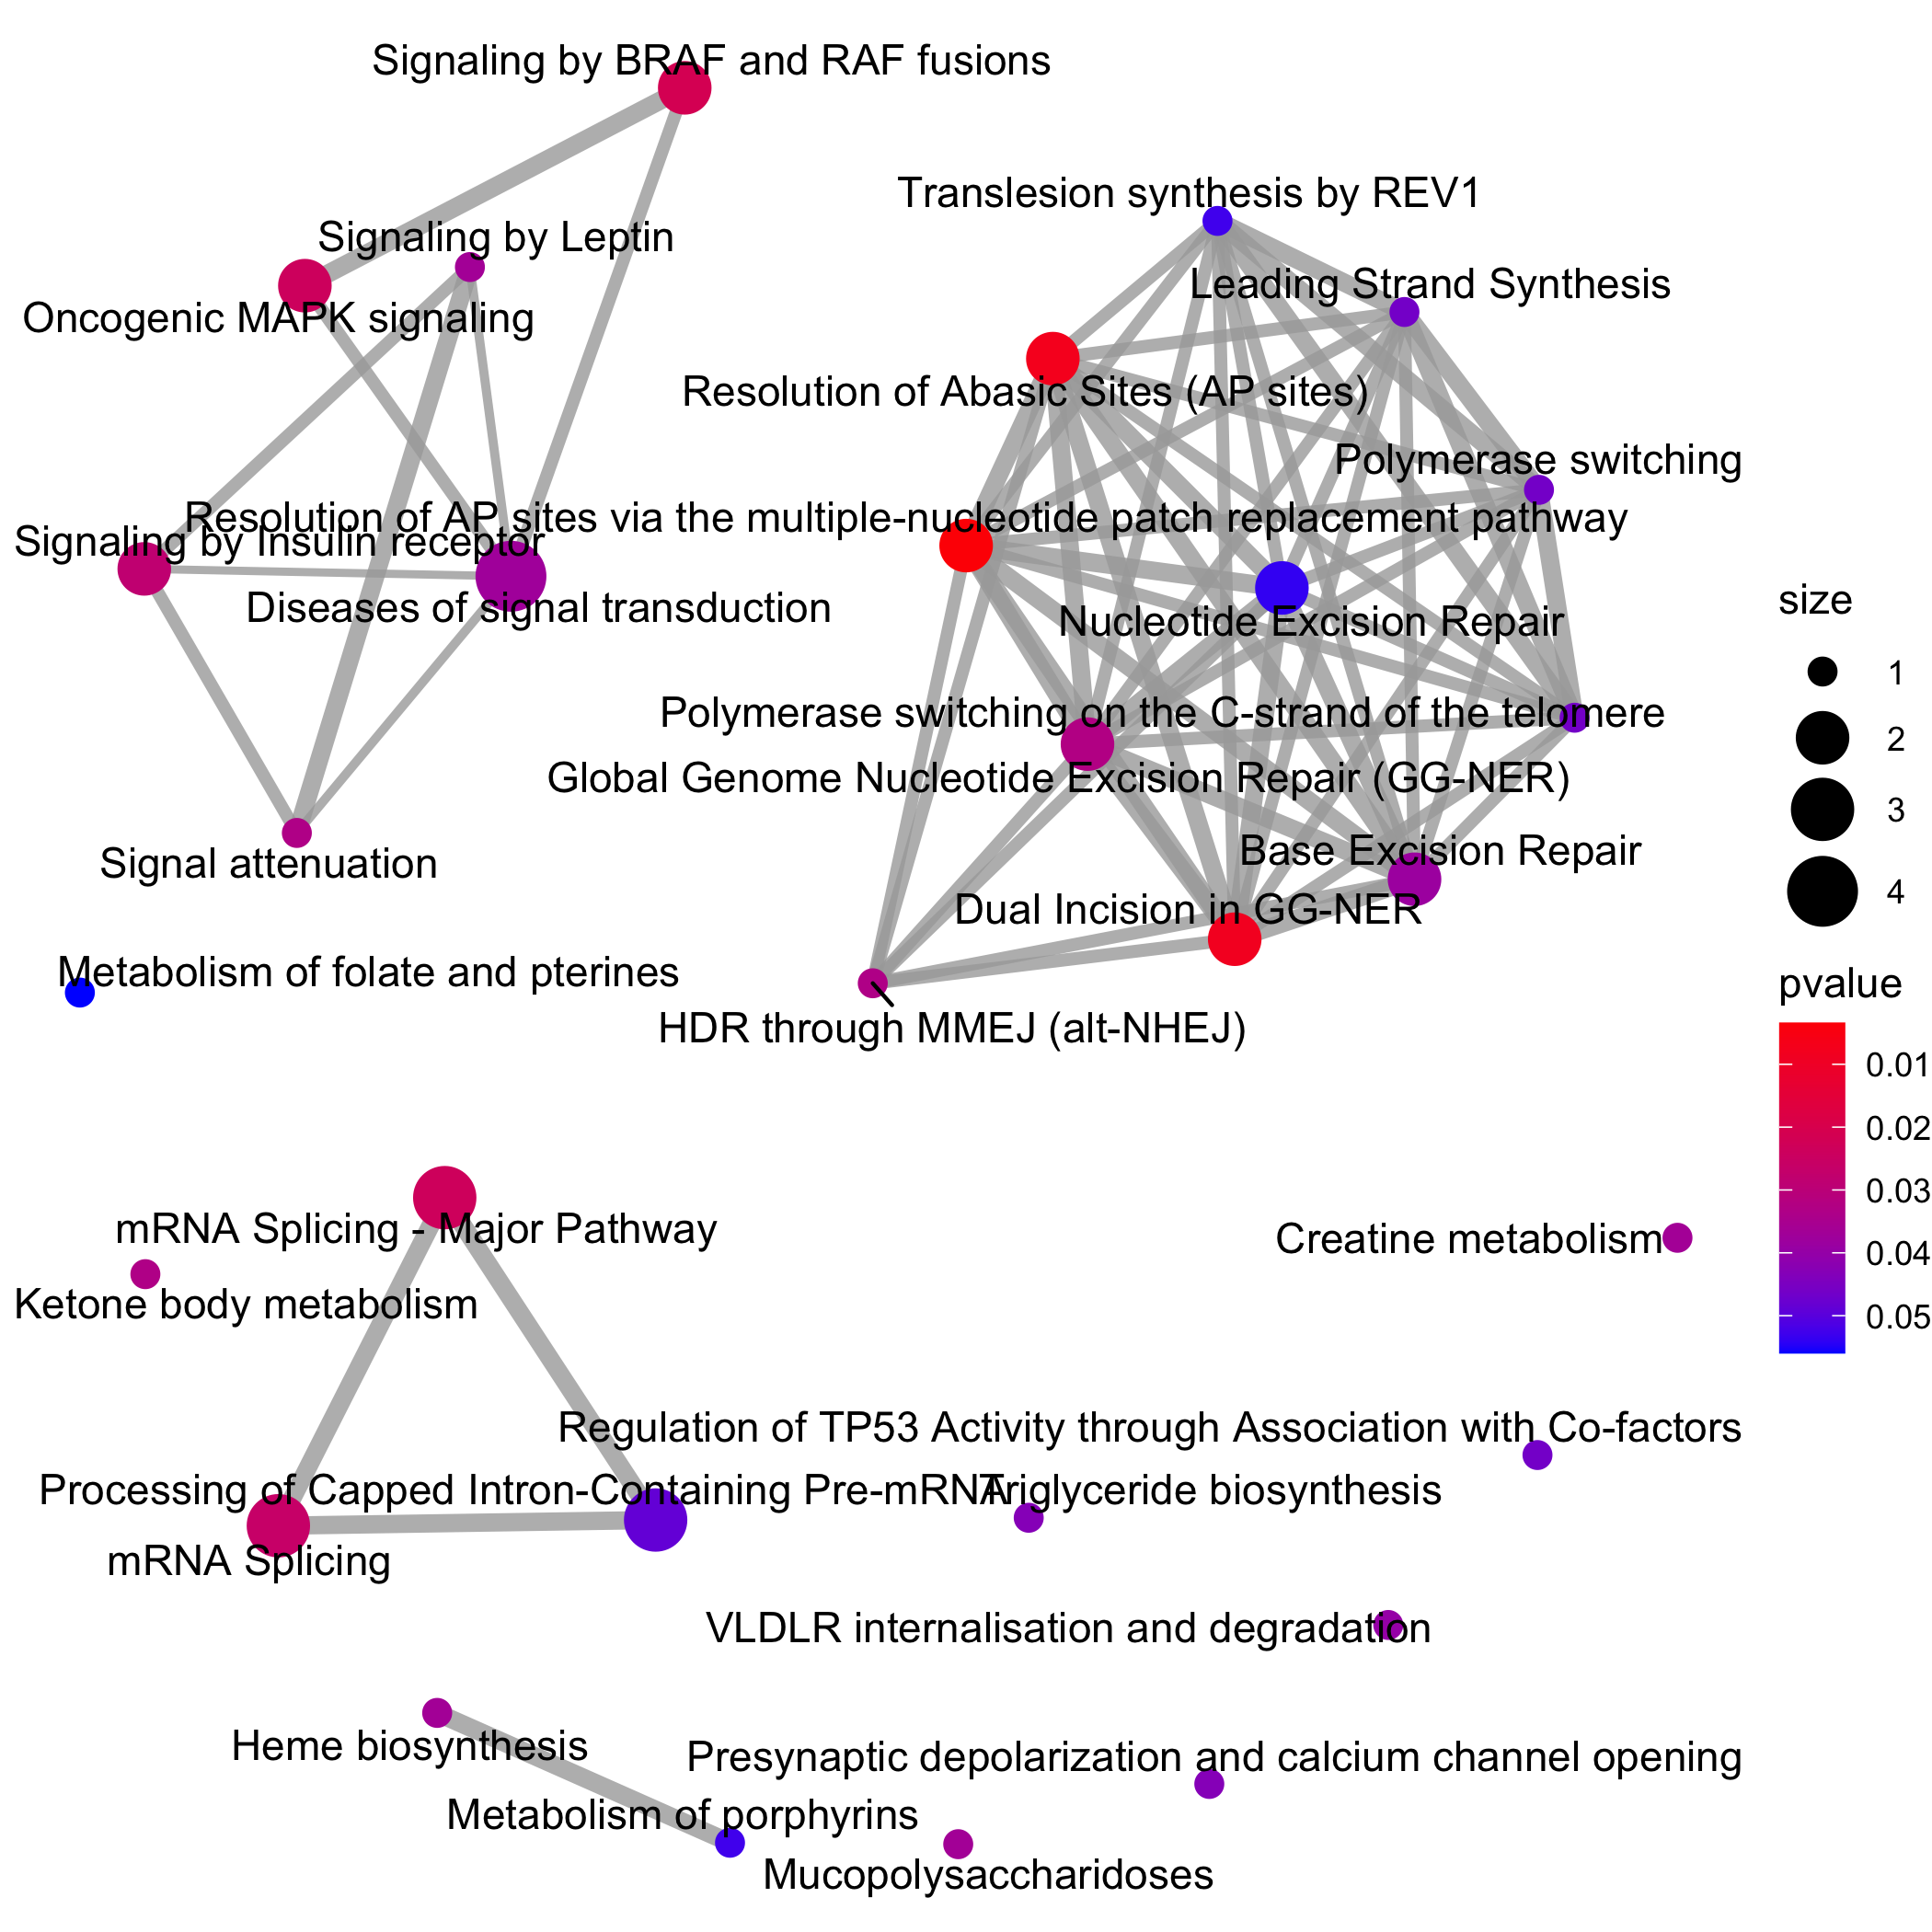 Signaling by BRAF and RAF fusions
Translesion synthesis by REV1
Signaling by Leptin
Leading Strand Synthesis
Oncogenic MAPK signaling
Resolution of Abasic Sites (AP sites)
Polymerase switching
Resolution of AP sites via the multiple-nucleotide patch replacement pathway
Signaling by Insulin receptor
Diseases of signal transduction
Nucleotide Excision Repair
Polymerase switching on the C-strand of the telomere
Global Genome Nucleotide Excision Repair (GG-NER)
Base Excision Repair
Signal attenuation
Dual Incision in GG-NER
Metabolism of folate and pterines
HDR through MMEJ (alt-NHEJ)
mRNA Splicing - Major Pathway
Creatine metabolism
Ketone body metabolism
Regulation of TP53 Activity through Association with Co-factors
Processing of Capped Intron-Containing Pre-mRNA
Triglyceride biosynthesis
mRNA Splicing
VLDLR internalisation and degradation
Heme biosynthesis
Presynaptic depolarization and calcium channel opening
Metabolism of porphyrins
Mucopolysaccharidoses
size
1
2
3
4
pvalue
0.01
0.02
0.03
0.04
0.05